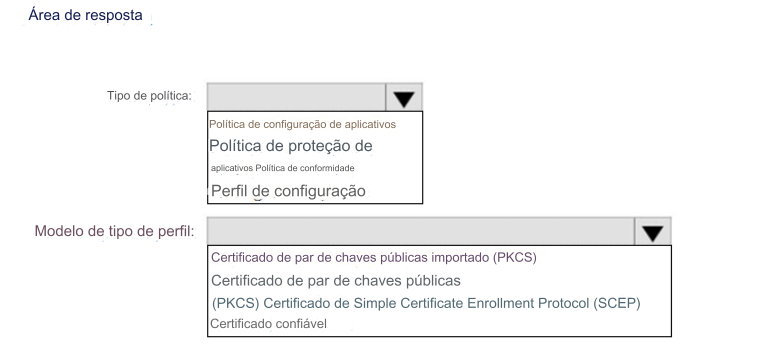 Área de resposta
Tipo de política:
Política de configuração de aplicativos
Política de proteção de
aplicativos Política de conformidade
Perfil de configuração
Modelo de tipo de perfil:
Certificado de par de chaves públicas importado (PKCS)
Certificado de par de chaves públicas
(PKCS) Certificado de Simple Certificate Enrollment Protocol (SCEP)
Certificado confiável